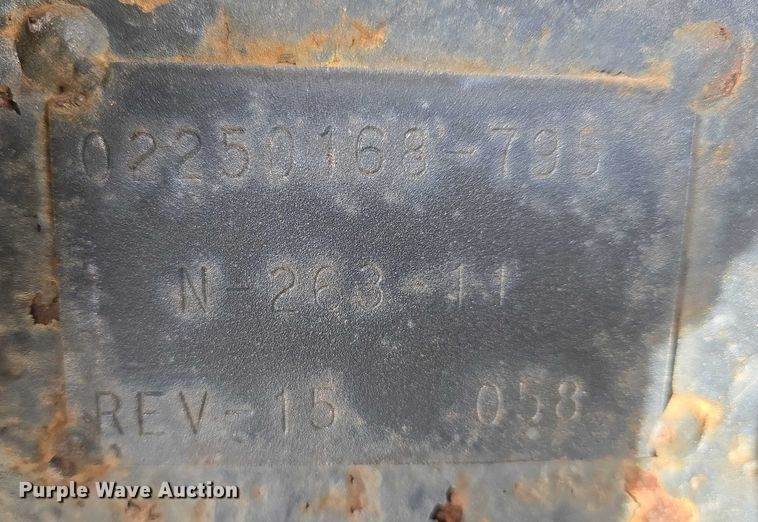 02250168-795
N-263-11
REV-15 058
Purple Wave Auction